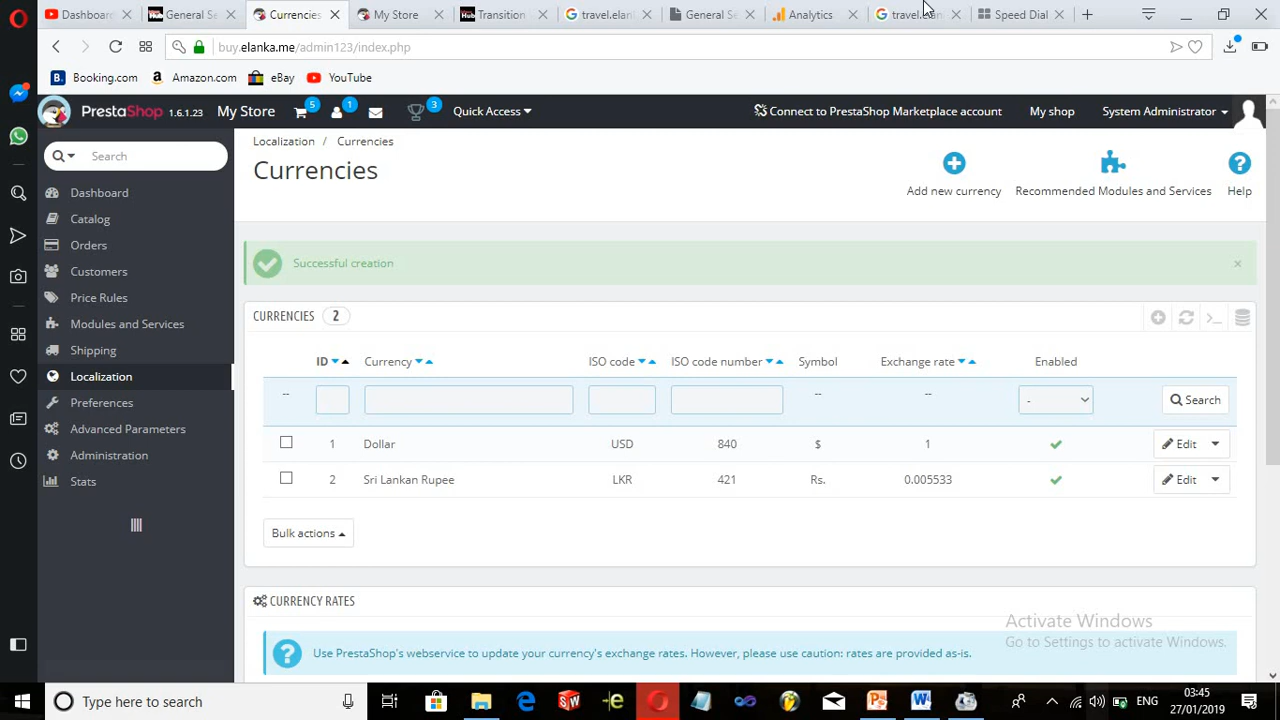 Dashboard
General Se
Currencies
My Store
Transition
travel.elan
General Se
Analytics
travel.elan
Speed Dial
buy.elanka.me/admin123/index.php
B. Booking.com
a Amazon.com
eBay
YouTube
PRESTASHOP 1.6.1.23 My Store 5 1 3 Quick Access
Connect to PrestaShop Marketplace account My shop System Administrator
Search
Dashboard
Catalog
Orders
Customers
Price Rules
Modules and Services
Shipping
Localization
Preferences
Advanced Parameters
Administration
Stats
Localization / Currencies
Currencies
Add new currency
Recommended Modules and Services
Help
Successful creation ×
CURRENCIES 2
ID Currency ISO code ISO code number Symbol Exchange rate Enabled
-- -- -- - Search
1 Dollar USD 840 $ 1 Edit
2 Sri Lankan Rupee LKR 421 Rs. 0.005533 Edit
Bulk actions
CURRENCY RATES
Use PrestaShop's webservice to update your currency's exchange rates. However, please use caution: rates are provided as-is.
Activate Windows
Go to Settings to activate Windows.
Type here to search
ENG
03:45
27/01/2019